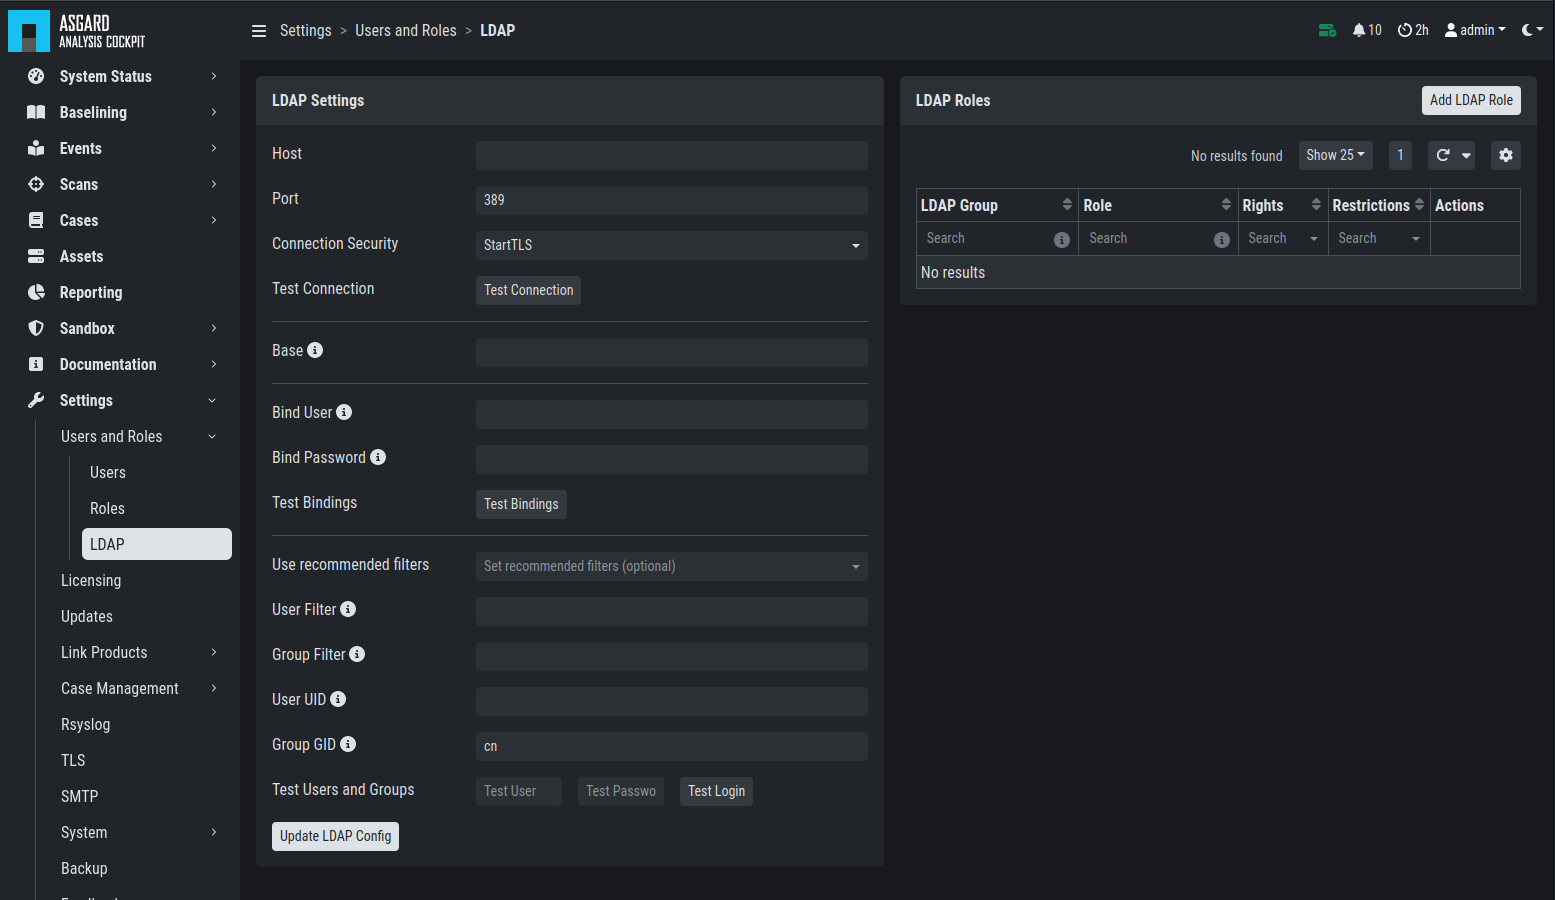 ASGARD
ANALYSIS COCKPIT
Settings > Users and Roles > LDAP
10
2h
admin
System Status
Baselining
Events
Scans
Cases
Assets
Reporting
Sandbox
Documentation
Settings
Users and Roles
Users
Roles
LDAP
Licensing
Updates
Link Products
Case Management
Rsyslog
TLS
SMTP
System
Backup
LDAP Settings
Host
Port 389
Connection Security StartTLS
Test Connection Test Connection
Base
Bind User
Bind Password
Test Bindings Test Bindings
Use recommended filters Set recommended filters (optional)
User Filter
Group Filter
User UID
Group GID cn
Test Users and Groups Test User Test Passwo Test Login
Update LDAP Config
LDAP Roles Add LDAP Role
No results found Show 25 1
LDAP Group Role Rights Restrictions Actions
Search Search Search Search
No results